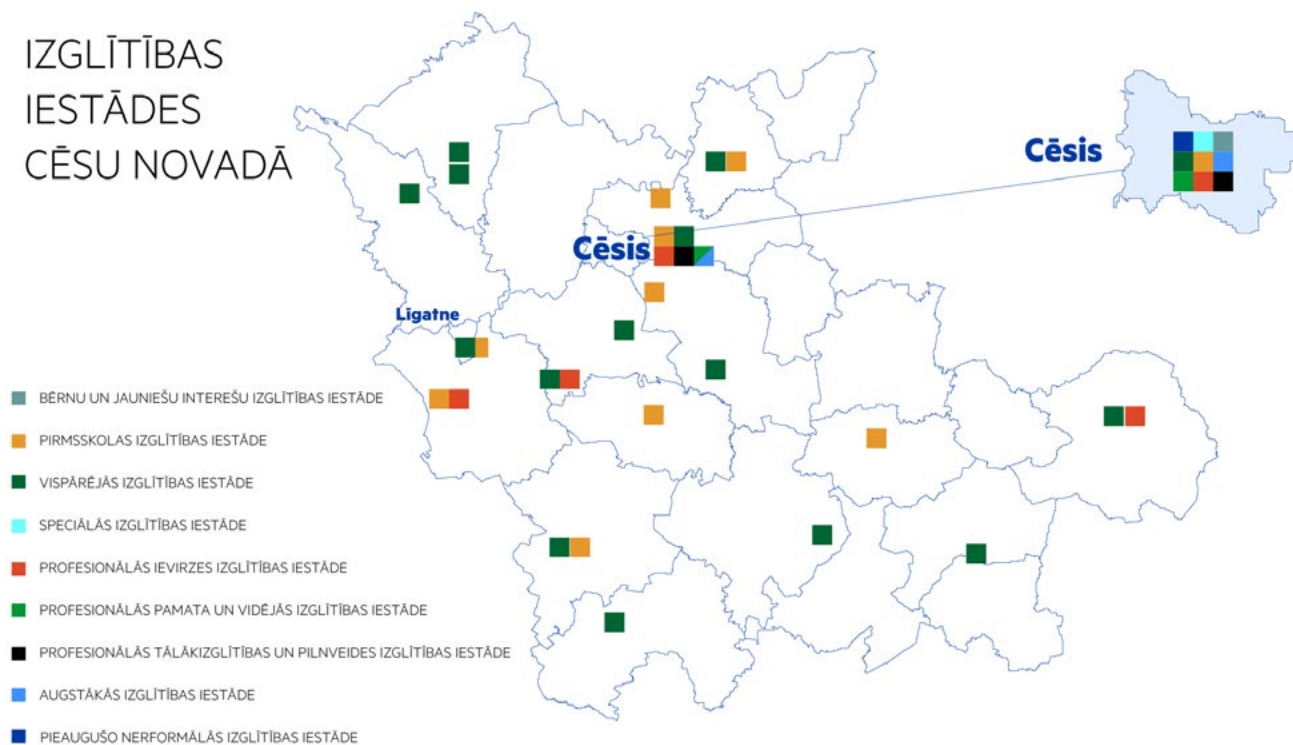 IZGLĪTĪBAS
IESTĀDES
CĒSU NOVADĀ
Cēsis
Cēsis
Līgatne
BĒRNU UN JAUNIEŠU INTEREŠU IZGLĪTĪBAS IESTĀDE
PIRMSSKOLAS IZGLĪTĪBAS IESTĀDE
VISPĀRĒJĀS IZGLĪTĪBAS IESTĀDE
SPECIĀLĀS IZGLĪTĪBAS IESTĀDE
PROFESIONĀLĀS IEVIRZES IZGLĪTĪBAS IESTĀDE
PROFESIONĀLĀS PAMATA UN VIDĒJĀS IZGLĪTĪBAS IESTĀDE
PROFESIONĀLĀS TĀLĀKIZGLĪTĪBAS UN PILNVEIDES IZGLĪTĪBAS IESTĀDE
AUGSTĀKĀS IZGLĪTĪBAS IESTĀDE
PIEAUGUŠO NERFORMĀLĀS IZGLĪTĪBAS IESTĀDE